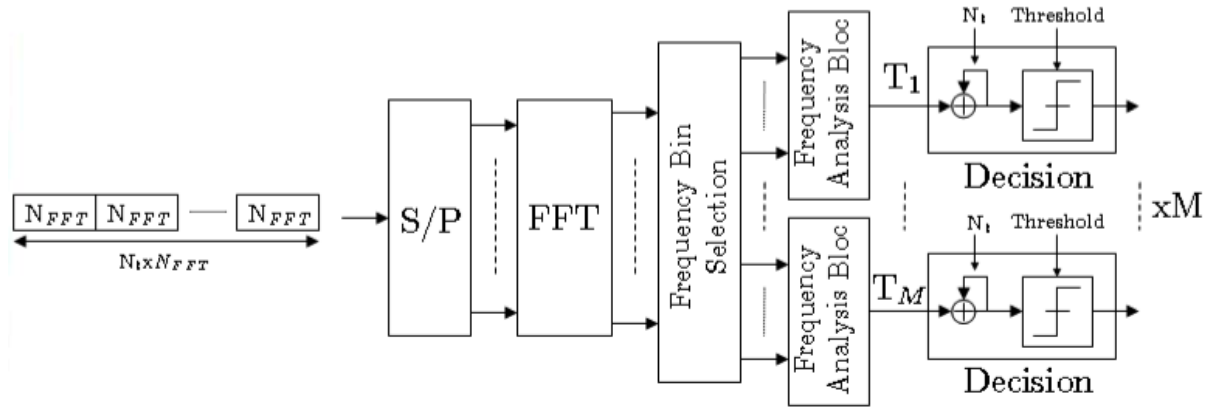 N_FFT N_FFT N_FFT
N_t x N_FFT
S/P
FFT
Frequency Bin
Selection
Frequency
Analysis Bloc
T_1
N_t
Threshold
Decision
Frequency
Analysis Bloc
T_M
N_t
Threshold
Decision
xM